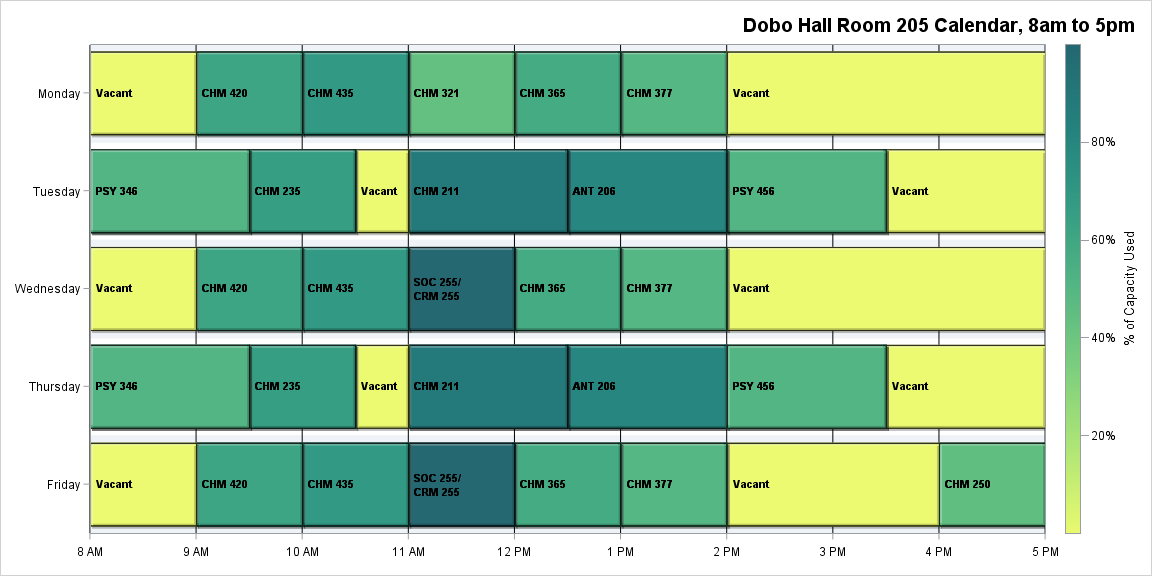 Dobo Hall Room 205 Calendar, 8am to 5pm
Monday
Vacant
CHM 420
CHM 435
CHM 321
CHM 365
CHM 377
Vacant
Tuesday
PSY 346
CHM 235
Vacant
CHM 211
ANT 206
PSY 456
Vacant
Wednesday
Vacant
CHM 420
CHM 435
SOC 255/
CRM 255
CHM 365
CHM 377
Vacant
Thursday
PSY 346
CHM 235
Vacant
CHM 211
ANT 206
PSY 456
Vacant
Friday
Vacant
CHM 420
CHM 435
SOC 255/
CRM 255
CHM 365
CHM 377
Vacant
CHM 250
8 AM
9 AM
10 AM
11 AM
12 PM
1 PM
2 PM
3 PM
4 PM
5 PM
80%
60%
40%
20%
% of Capacity Used